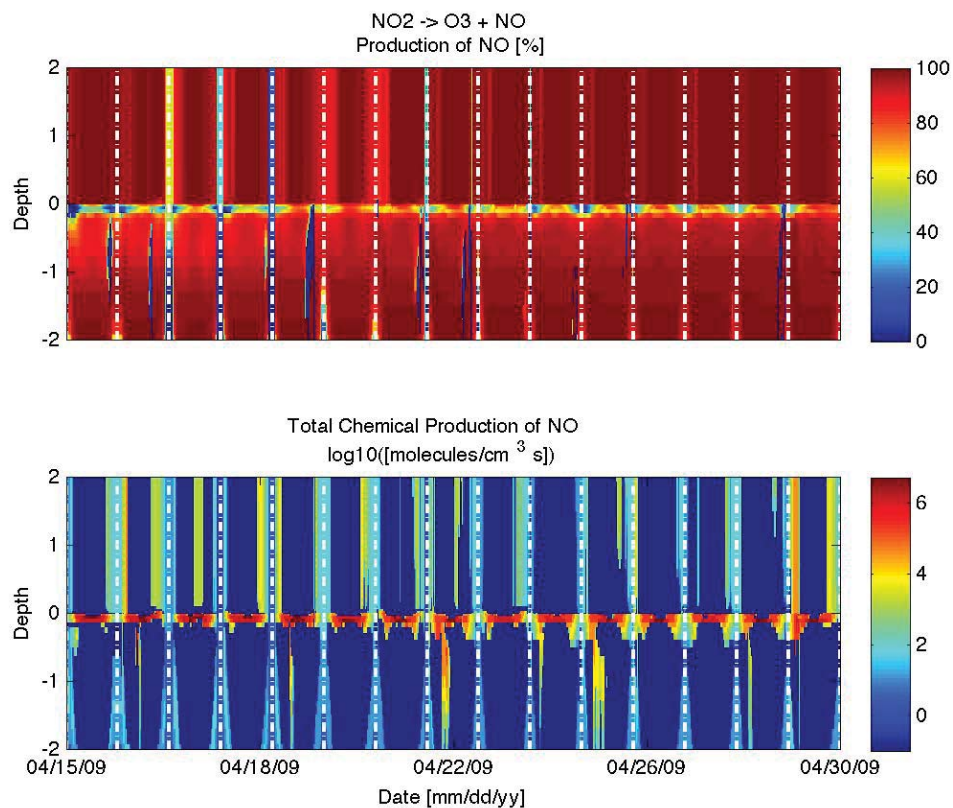 NO2 -> O3 + NO
Production of NO [%]
2
1
0
-1
-2
Depth
100
80
60
40
20
0
Total Chemical Production of NO
log10([molecules/cm ³ s])
2
1
0
-1
-2
Depth
6
4
2
0
04/15/09 04/18/09 04/22/09 04/26/09 04/30/09
Date [mm/dd/yy]